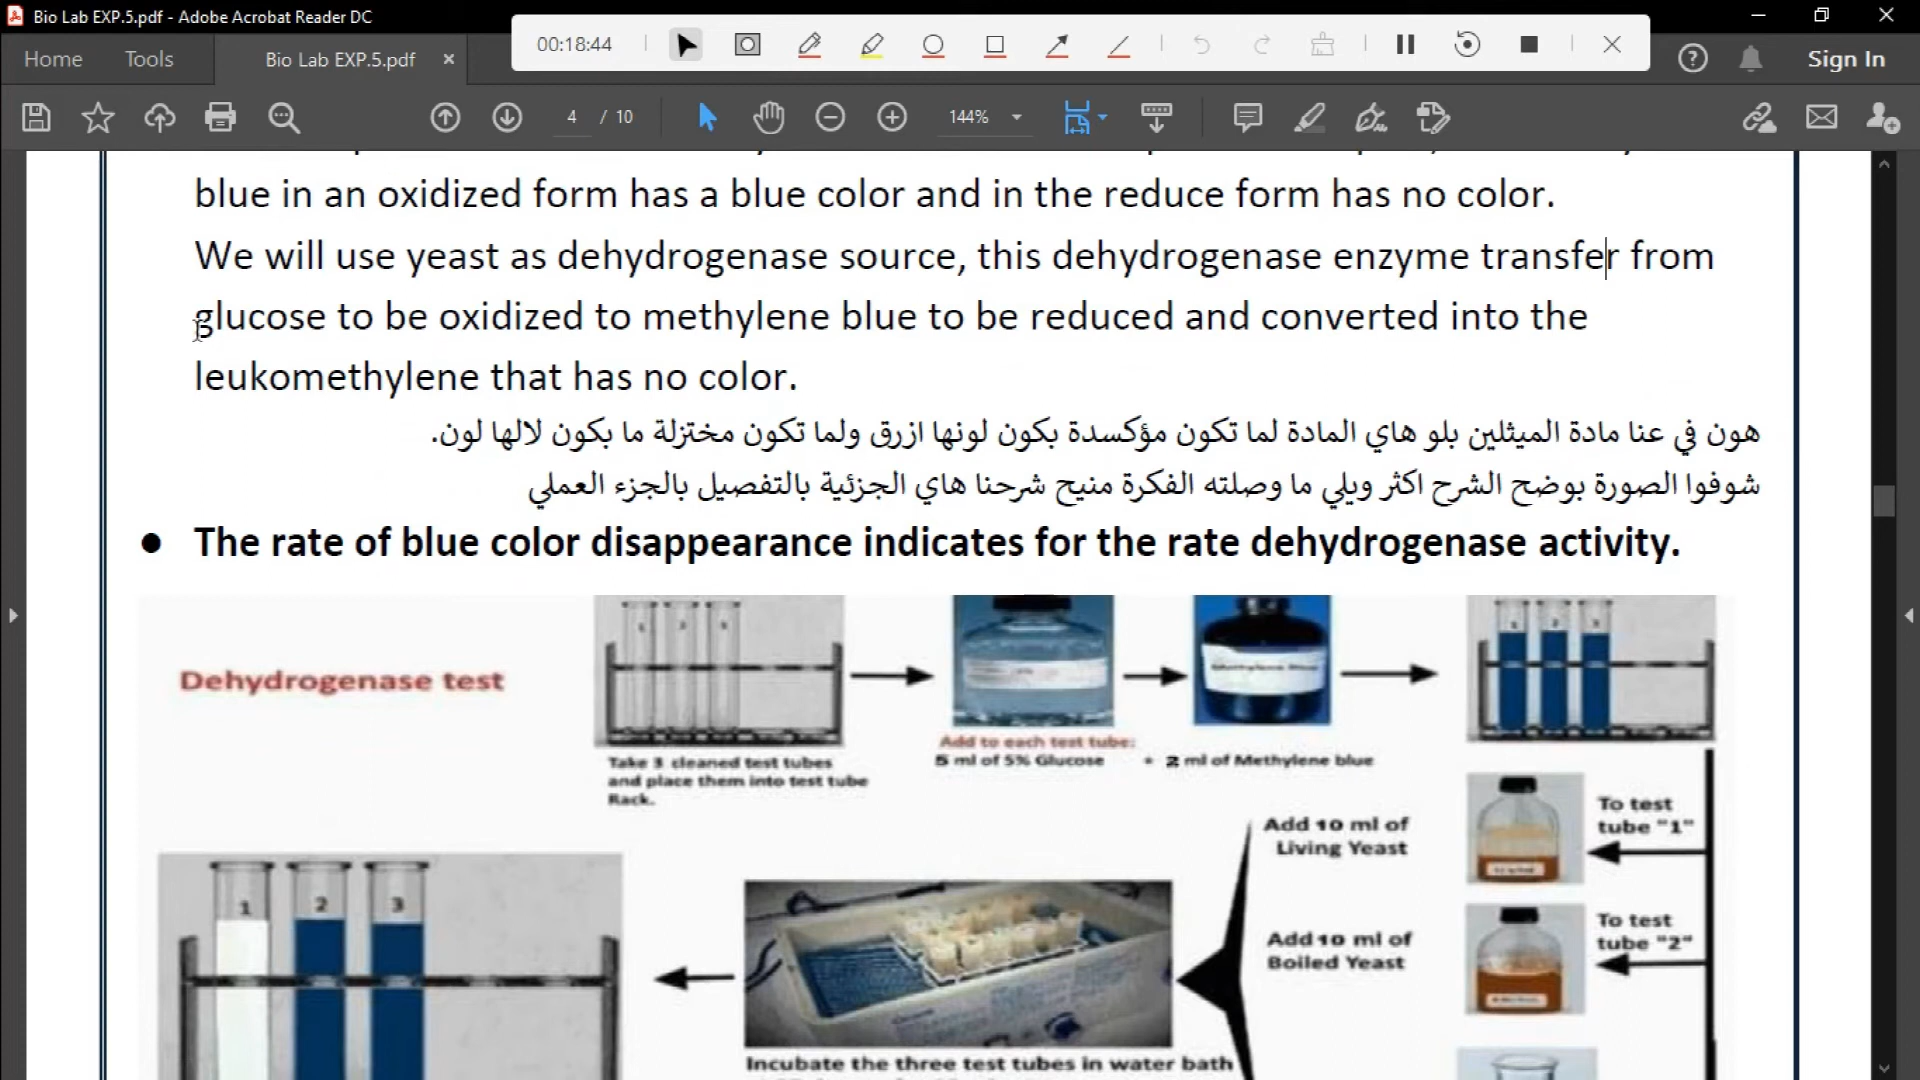 Bio Lab EXP.5.pdf - Adobe Acrobat Reader DC
00:18:44
Home
Tools
Bio Lab EXP.5.pdf
Sign In
4 / 10
144%
blue in an oxidized form has a blue color and in the reduce form has no color.
We will use yeast as dehydrogenase source, this dehydrogenase enzyme transfer from
glucose to be oxidized to methylene blue to be reduced and converted into the
leukomethylene that has no color.
هون في عنا مادة الميثلين بلو هاي المادة لما تكون مؤكسدة بكون لونها ازرق ولما تكون مختزلة ما بكون لالها لون.
شوفوا الصورة بوضح الشرح اكثر ويلي ما وصلته الفكرة منيح شرحنا هاي الجزئية بالتفصيل بالجزء العملي
● The rate of blue color disappearance indicates for the rate dehydrogenase activity.
Dehydrogenase test
1 2 3
Take 3 cleaned test tubes
and place them into test tube
Rack.
Add to each test tube:
5 ml of 5% Glucose
+ 2 ml of Methylene blue
Methylene Blue
1 2 3
Add 10 ml of
Living Yeast
To test
tube "1"
Add 10 ml of
Boiled Yeast
To test
tube "2"
1 2 3
Incubate the three test tubes in water bath